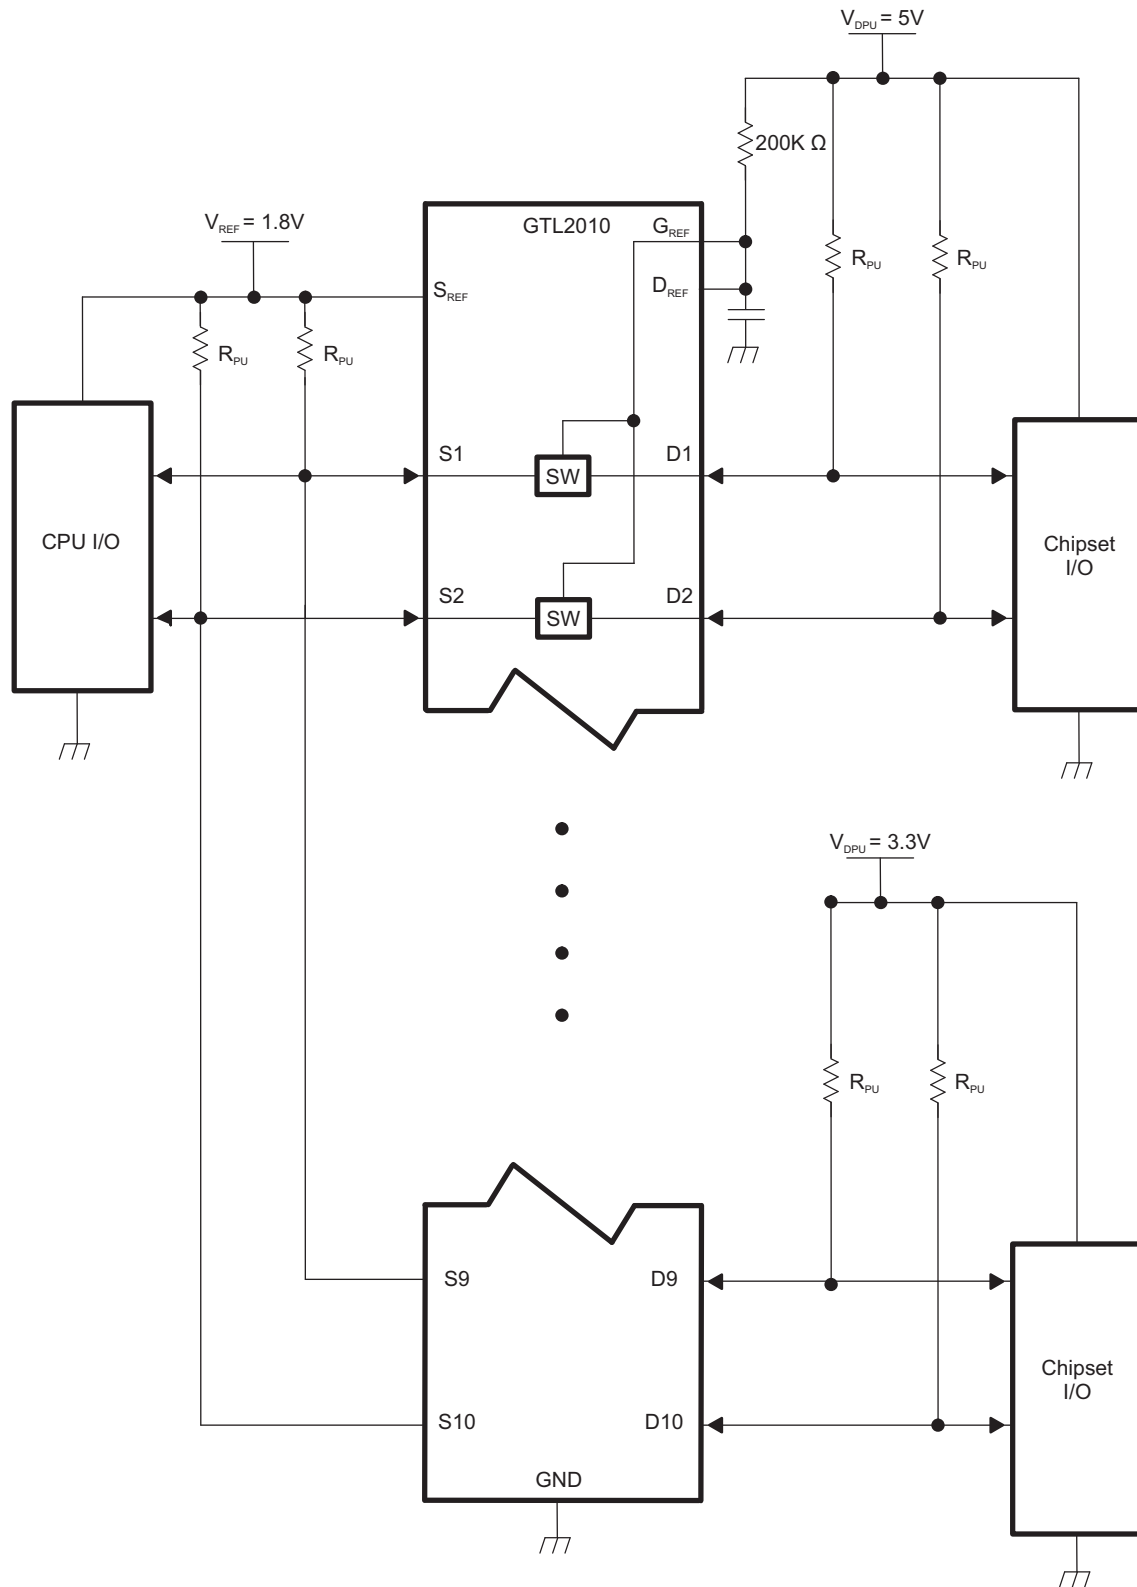 V_DPU = 5V
200K Ω
V_REF = 1.8V
GTL2010
G_REF
R_PU
R_PU
D_REF
S_REF
R_PU
R_PU
S1
D1
SW
CPU I/O
Chipset
I/O
S2
D2
SW
V_DPU = 3.3V
R_PU
R_PU
S9
D9
Chipset
I/O
S10
D10
GND